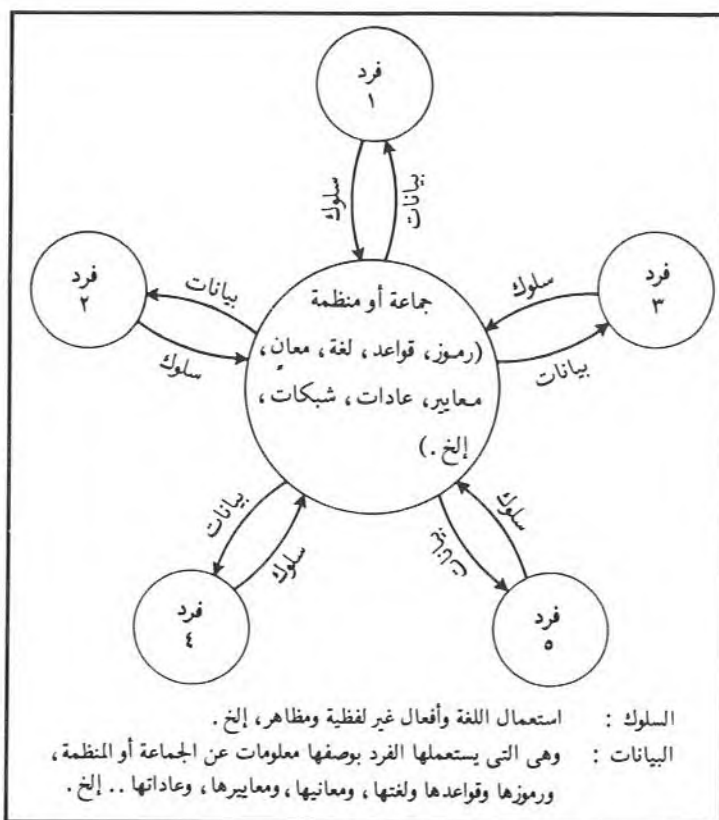 فرد
١
سلوك
بيانات
فرد
٢
بيانات
سلوك
فرد
٣
سلوك
بيانات
جماعة أو منظمة
(رمـوز، قواعد، لغة، معانٍ،
مـعايير، عادات، شبكات،
إلخ.)
بيانات
سلوك
فرد
٤
سلوك
بيانات
فرد
٥
السلوك : استعمال اللغة وأفعال غير لفظية ومظاهر، إلخ.
البيانات : وهى التى يستعملها الفرد بوصفها معلومات عن الجماعة أو المنظمة،
ورموزها وقواعدها ولغتها، ومعانيها، ومعاييرها، وعاداتها .. إلخ.